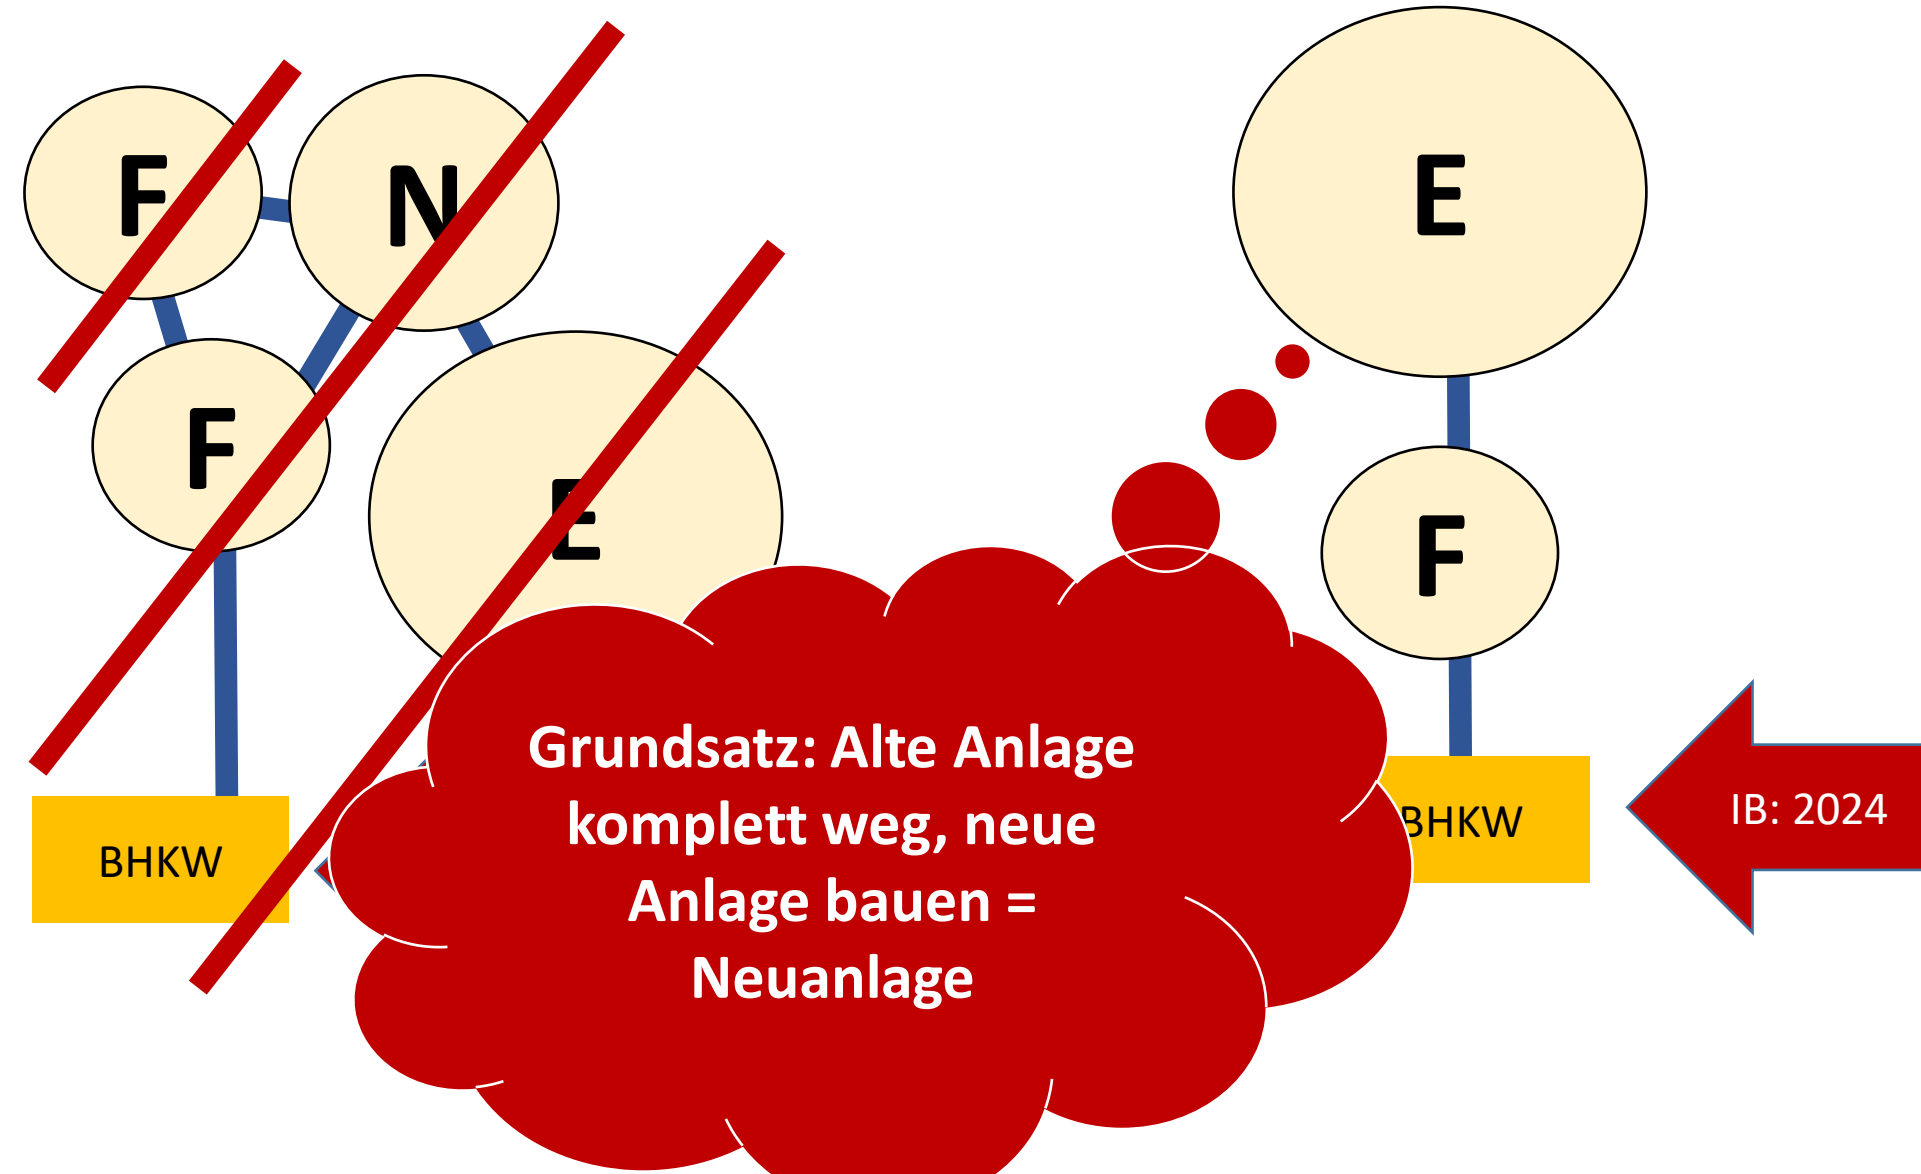 F
N
F
E
BHKW
E
F
BHKW
IB: 2024
Grundsatz: Alte Anlage
komplett weg, neue
Anlage bauen =
Neuanlage